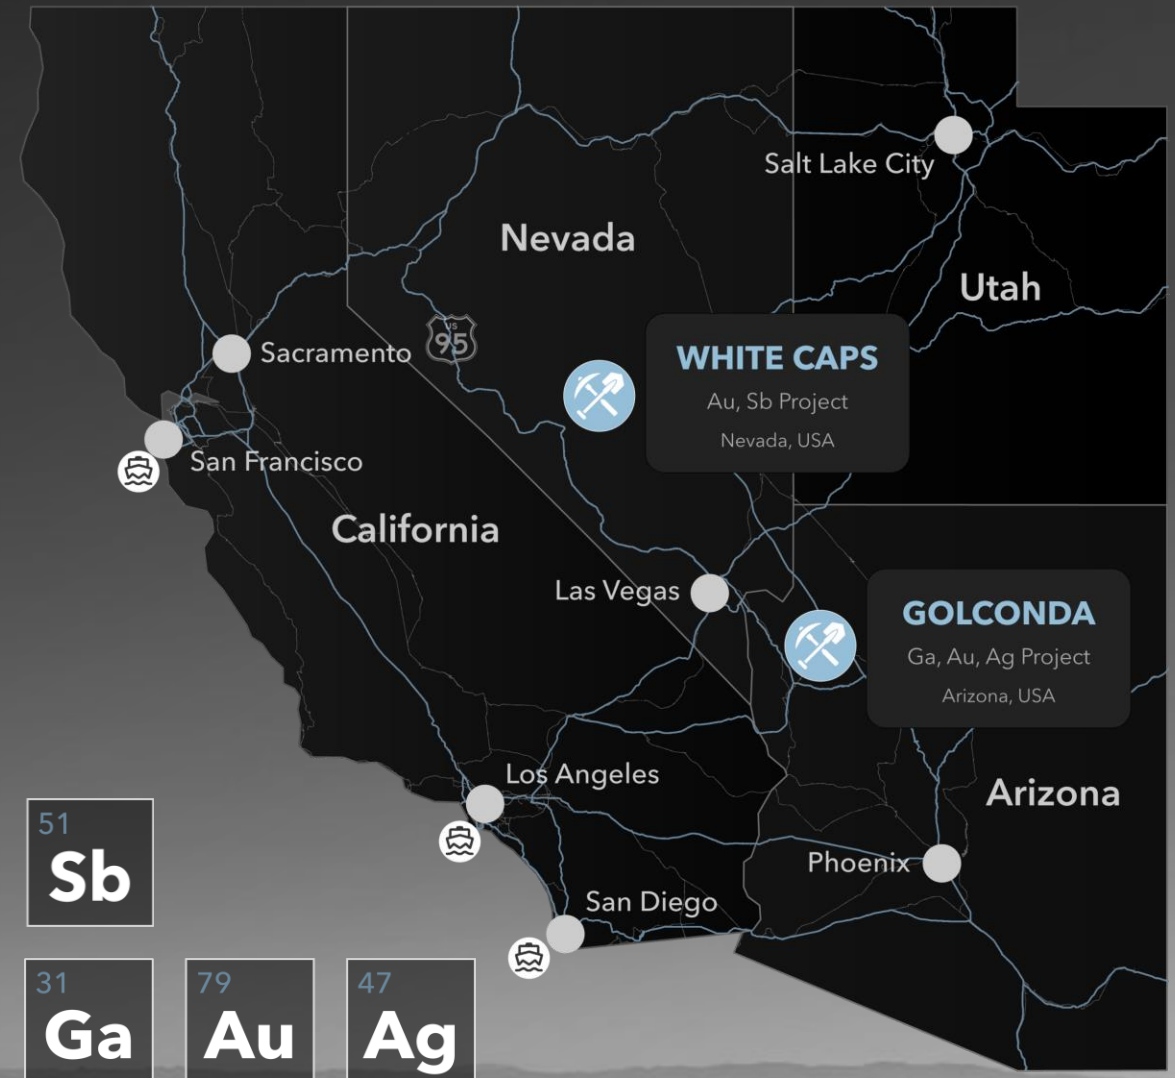 Salt Lake City
Nevada
Utah
US
95
Sacramento
WHITE CAPS
Au, Sb Project
Nevada, USA
San Francisco
California
Las Vegas
GOLCONDA
Ga, Au, Ag Project
Arizona, USA
Los Angeles
Arizona
Phoenix
San Diego
51
Sb
31
Ga
79
Au
47
Ag